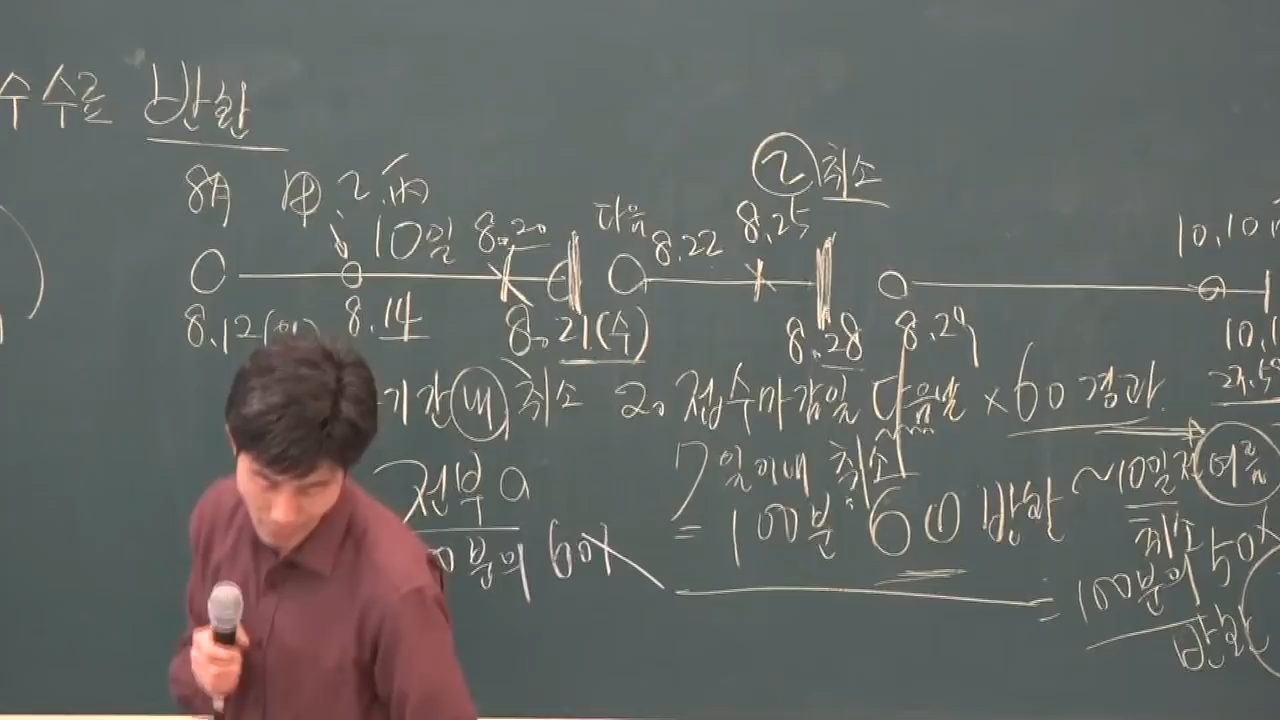 수수료 반환
② 취소
8月 甲 2.
10일 8.20 다음 8.22 8.25 10.10
8.12( 8.14 8.21(수) 8.28 8.29 10.1
기간 내 취소 2. 접수마감일 다음날 × 60 경과
전부 a 7일이내 취소 ~10일전
분의 60% = 100분 60 반환 취소
= 100분의 50%
반환